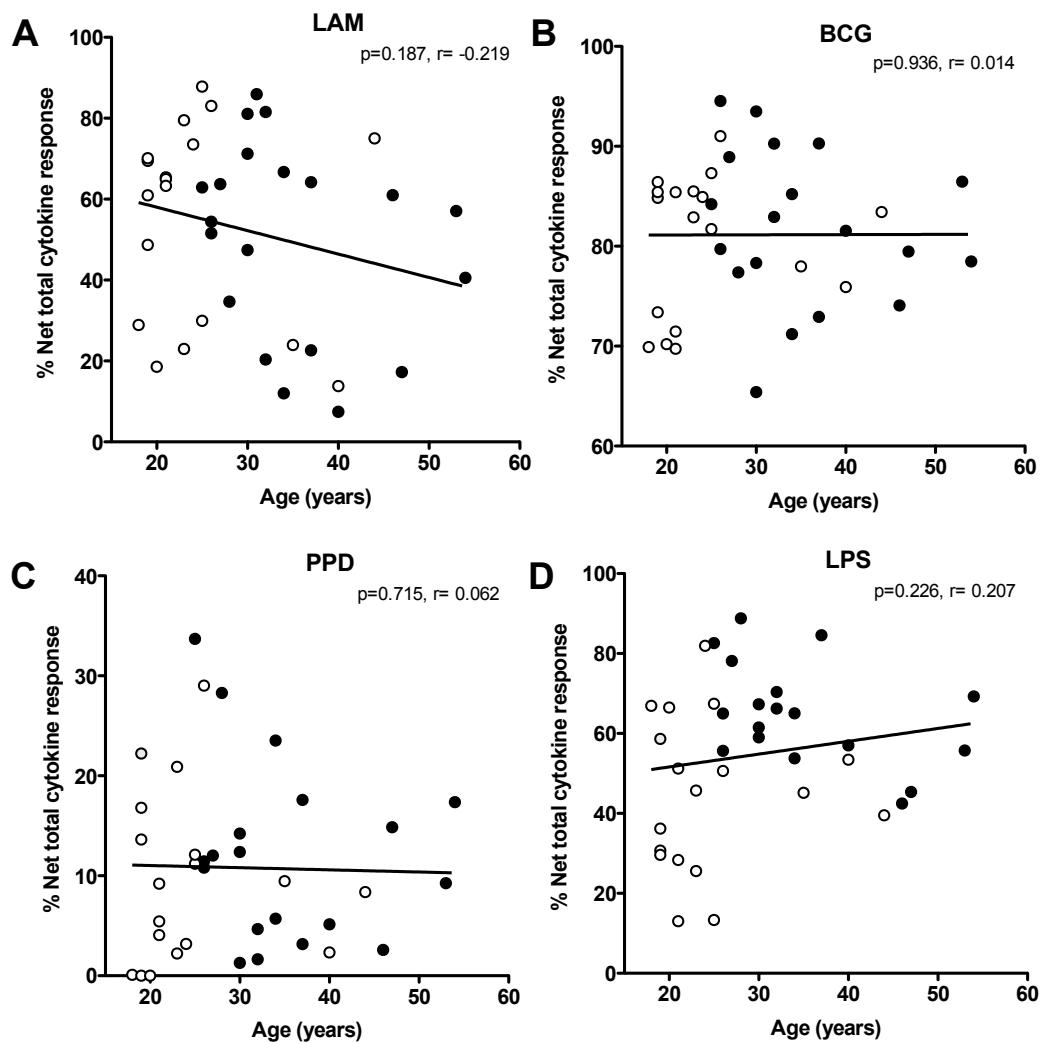 A
LAM
p=0.187, r= -0.219
% Net total cytokine response
100
80
60
40
20
0
20 30 40 50 60
Age (years)
B
BCG
p=0.936, r= 0.014
% Net total cytokine response
100
90
80
70
60
20 30 40 50 60
Age (years)
C
PPD
p=0.715, r= 0.062
% Net total cytokine response
40
30
20
10
0
20 30 40 50 60
Age (years)
D
LPS
p=0.226, r= 0.207
% Net total cytokine response
100
80
60
40
20
0
20 30 40 50 60
Age (years)